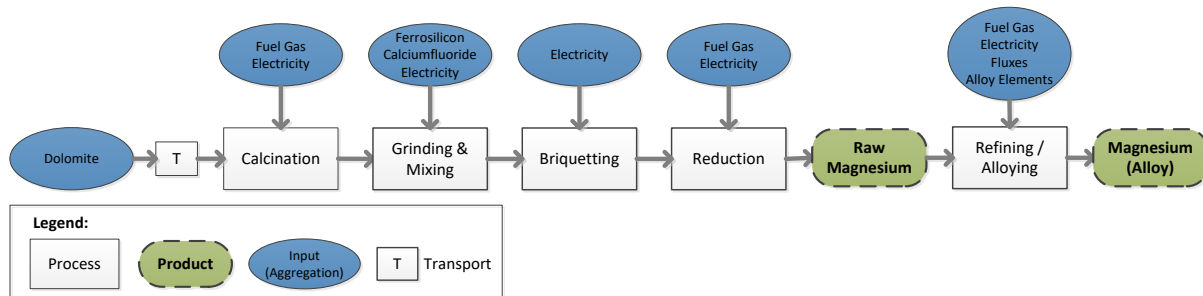 Fuel Gas
Electricity
Ferrosilicon
Calciumfluoride
Electricity
Electricity
Fuel Gas
Electricity
Fuel Gas
Electricity
Fluxes
Alloy Elements
Dolomite
T
Calcination
Grinding &
Mixing
Briquetting
Reduction
Raw
Magnesium
Refining /
Alloying
Magnesium
(Alloy)
Legend:
Process
Product
Input
(Aggregation)
T
Transport